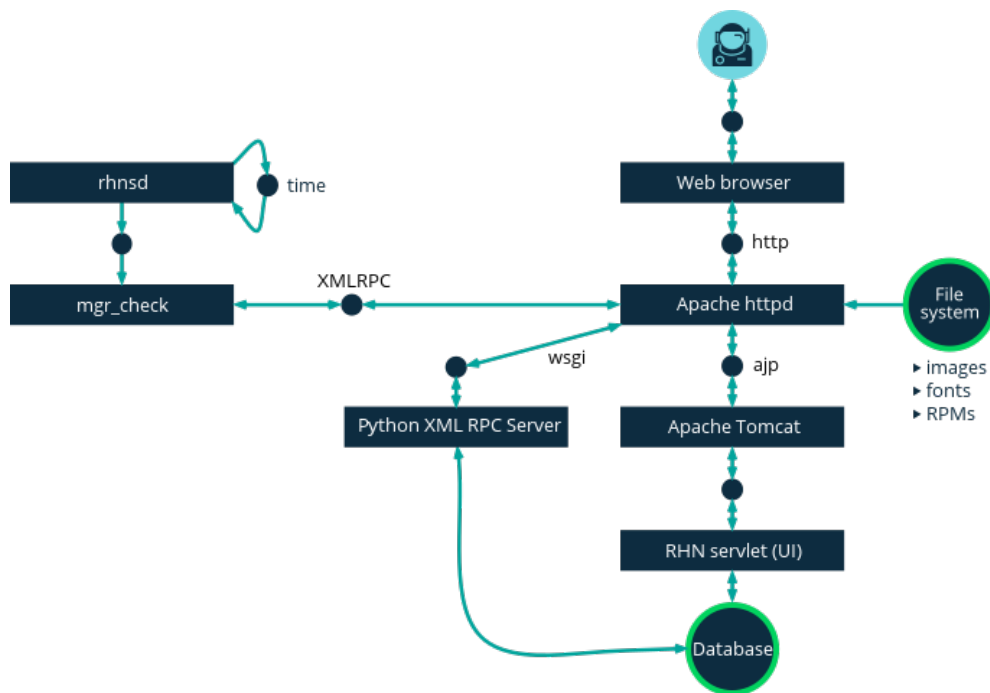 rhnsd
time
Web browser
http
XMLRPC
mgr_check
Apache httpd
File
system
wsgi
ajp
images
fonts
RPMs
Python XML RPC Server
Apache Tomcat
RHN servlet (UI)
Database